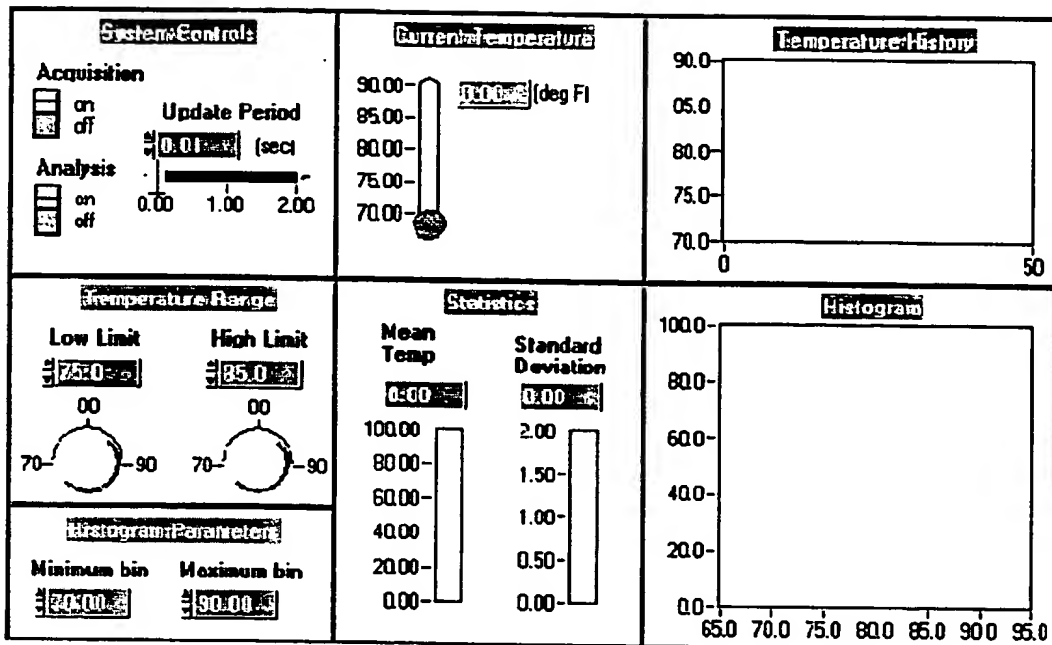 System Controls
Acquisition
on
off
Update Period
0.01
(sec)
Analysis
on
off
0.00 1.00 2.00
Current Temperature
90.00
85.00
80.00
75.00
70.00
0.00
(deg F)
Temperature History
90.0
05.0
80.0
75.0
70.0
0 50
Temperature Range
Low Limit
75.0
00
70 90
High Limit
85.0
00
70 90
Histogram Parameters
Minimum bin
70.00
Maximum bin
90.00
Statistics
Mean
Temp
0.00
100.00
80.00
60.00
40.00
20.00
0.00
Standard
Deviation
0.00
2.00
1.50
1.00
0.50
0.00
Histogram
100.0
80.0
60.0
40.0
20.0
0.0
65.0 70.0 75.0 80.0 85.0 90.0 95.0